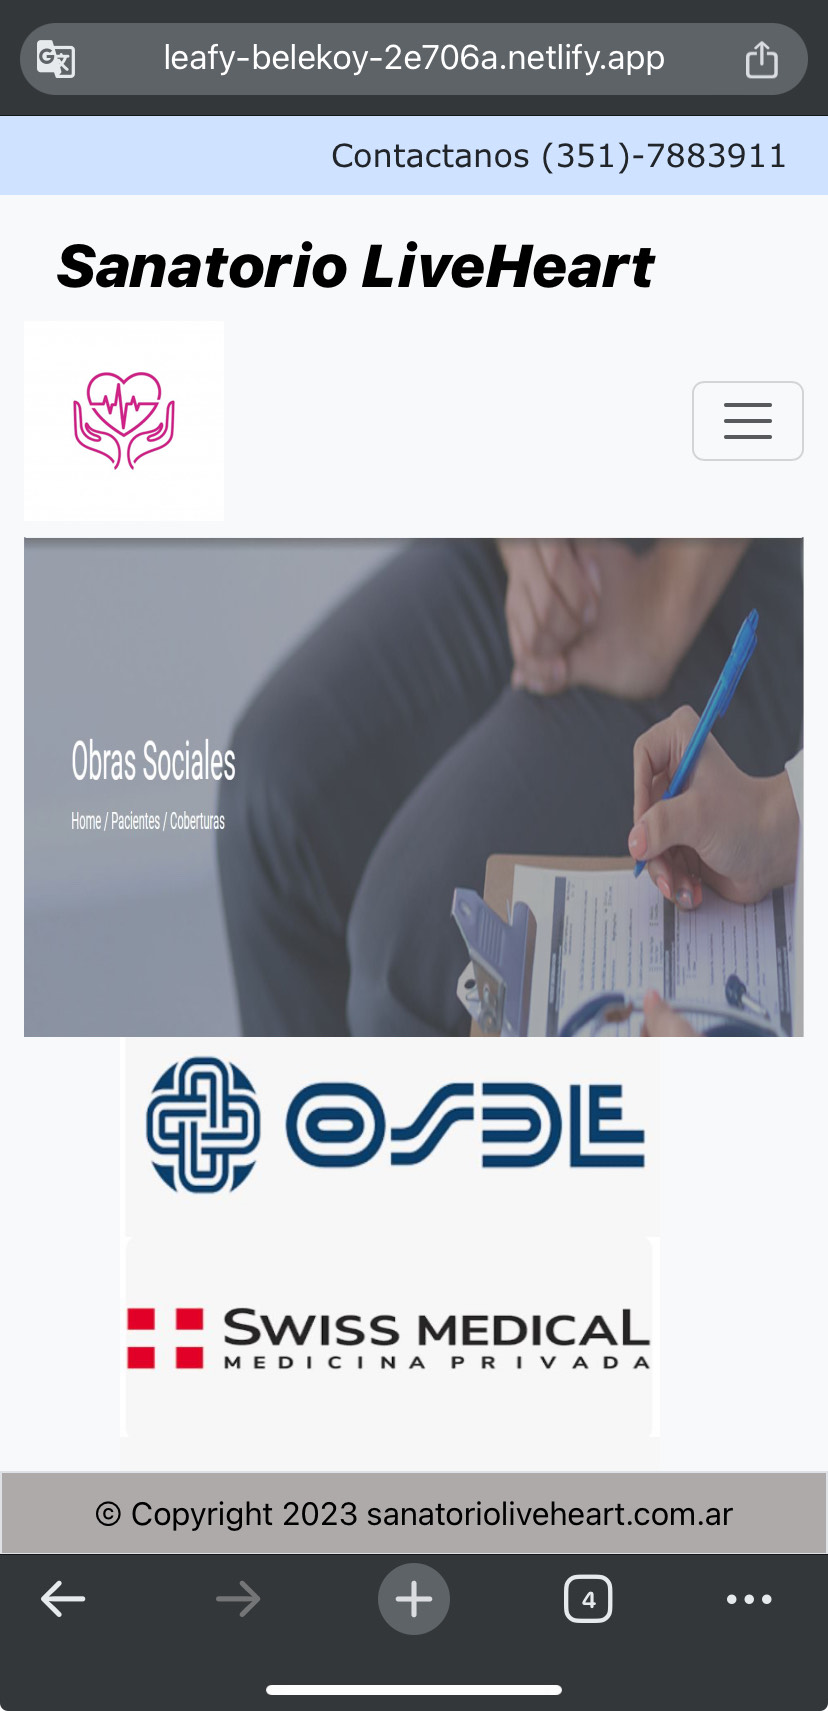 leafy-belekoy-2e706a.netlify.app
Contactanos (351)-7883911
Sanatorio LiveHeart
Obras Sociales
Home / Pacientes / Coberturas
OSDE
SWISS MEDICAL
MEDICINA PRIVADA
© Copyright 2023 sanatorioliveheart.com.ar
4